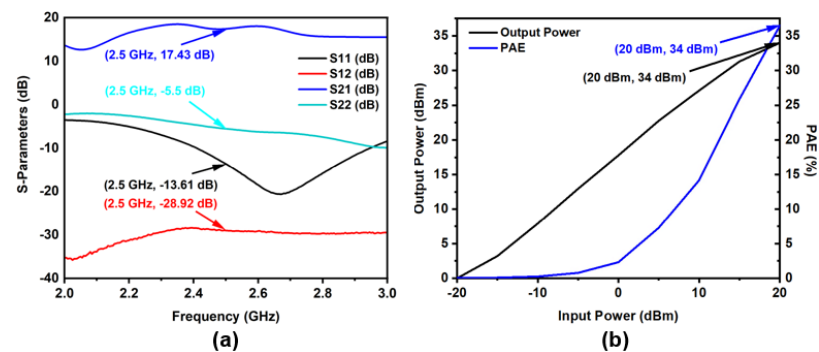 20
10
0
-10
-20
-30
-40
2.0
2.2
2.4
2.6
2.8
3.0
S-Parameters (dB)
Frequency (GHz)
(2.5 GHz, 17.43 dB)
S11 (dB)
S12 (dB)
S21 (dB)
S22 (dB)
(2.5 GHz, -5.5 dB)
(2.5 GHz, -13.61 dB)
(2.5 GHz, -28.92 dB)
(a)
35
30
25
20
15
10
5
0
-20
-10
0
10
20
35
30
25
20
15
10
5
0
Output Power (dBm)
PAE (%)
Input Power (dBm)
Output Power
PAE
(20 dBm, 34 dBm)
(20 dBm, 34 dBm)
(b)